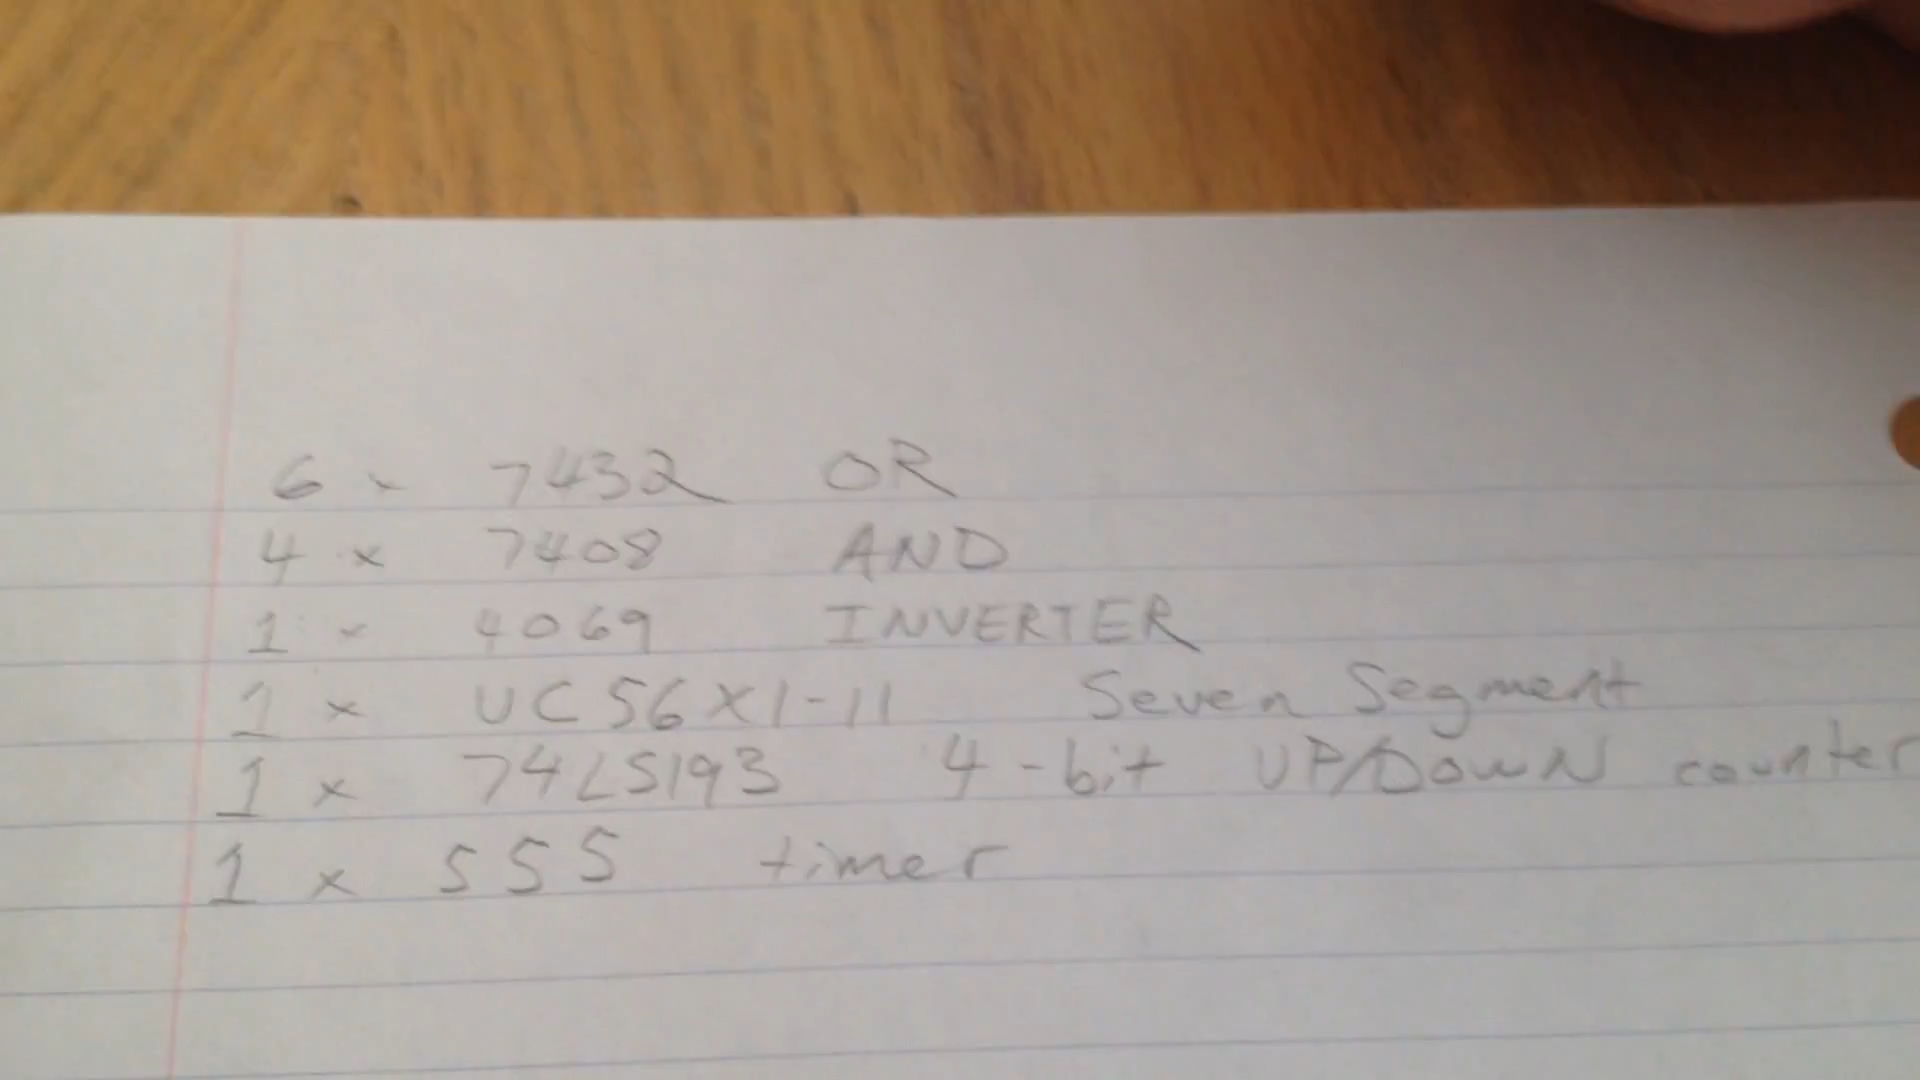 6 x 7432 OR
4 x 7408 AND
1 x 4069 INVERTER
1 x UC56X1-11 Seven Segment
1 x 74LS193 4-bit UP/DOWN counter
1 x 555 timer